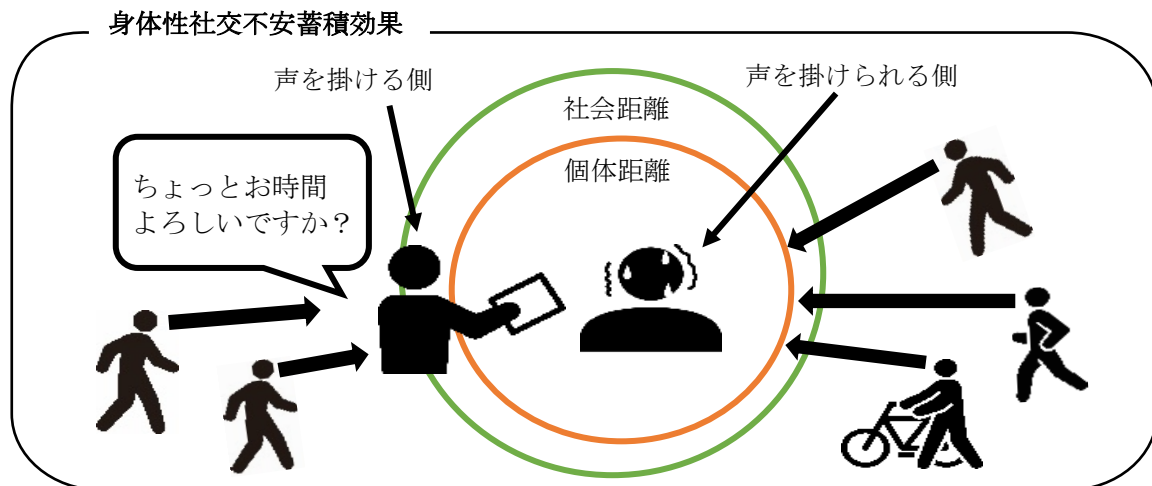 身体性社交不安蓄積効果
声を掛ける側
声を掛けられる側
社会距離
個体距離
ちょっとお時間
よろしいですか？